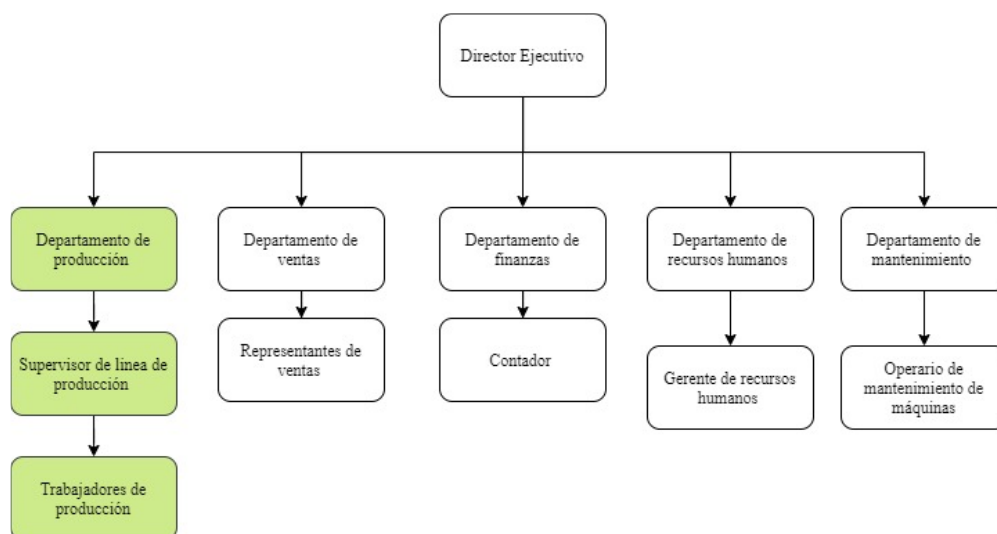 Director Ejecutivo
Departamento de
producción
Departamento de
ventas
Departamento de
finanzas
Departamento de
recursos humanos
Departamento de
mantenimiento
Supervisor de linea de
producción
Representantes de
ventas
Contador
Gerente de recursos
humanos
Operario de
mantenimiento de
máquinas
Trabajadores de
producción